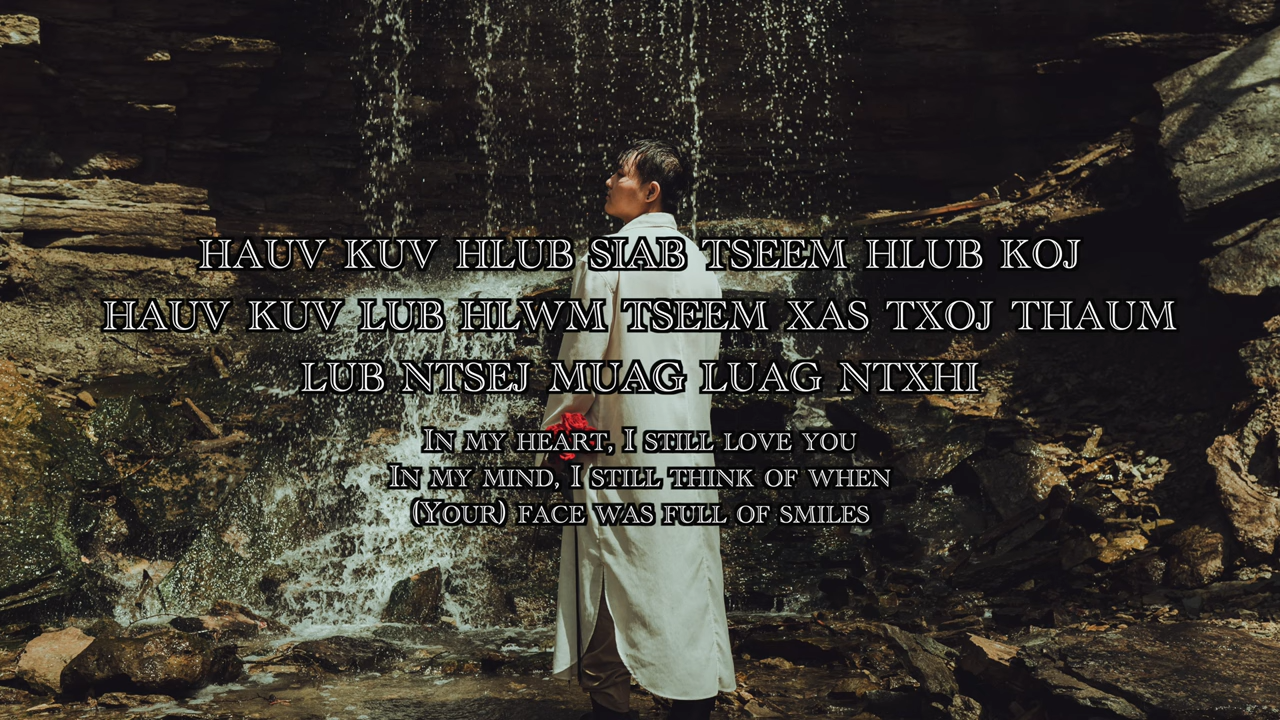 HAUV KUV HLUB SIAB TSEEM HLUB KOJ
HAUV KUV LUB HLWM TSEEM XAS TXOJ THAUM
LUB NTSEJ MUAG LUAG NTXHI
IN MY HEART, I STILL LOVE YOU
IN MY MIND, I STILL THINK OF WHEN
(YOUR) FACE WAS FULL OF SMILES